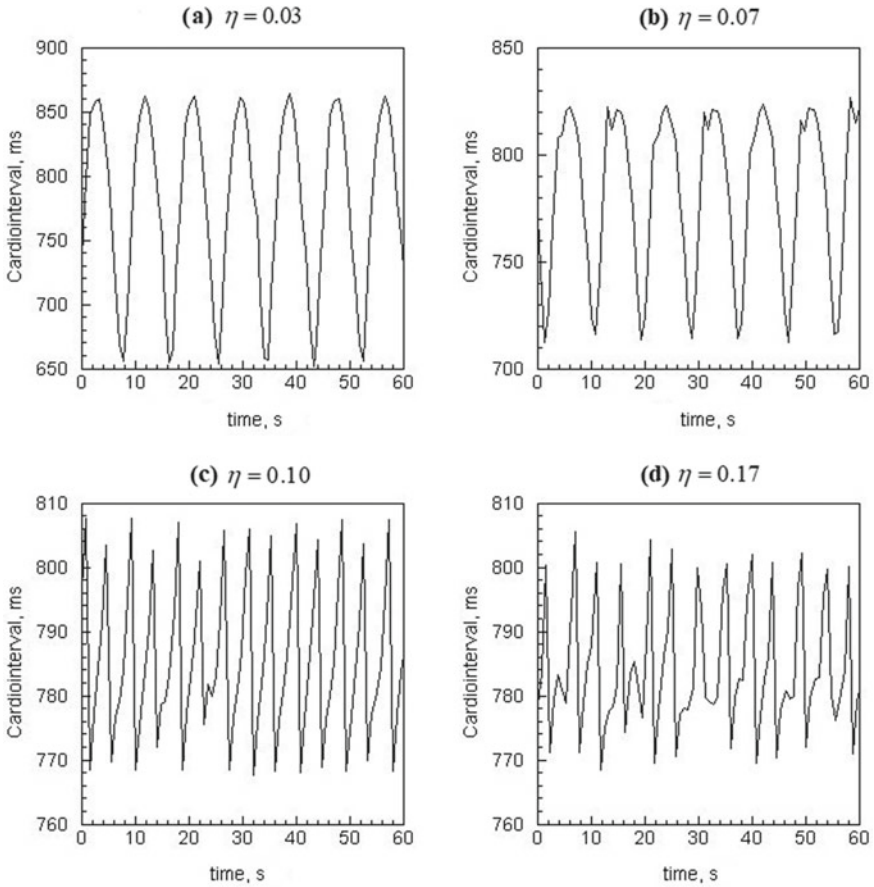 (a) η = 0.03
900
850
800
750
700
650
Cardiointerval, ms
0 10 20 30 40 50 60
time, s
(b) η = 0.07
850
800
750
700
Cardiointerval, ms
0 10 20 30 40 50 60
time, s
(c) η = 0.10
810
800
790
780
770
760
Cardiointerval, ms
0 10 20 30 40 50 60
time, s
(d) η = 0.17
810
800
790
780
770
760
Cardiointerval, ms
0 10 20 30 40 50 60
time, s